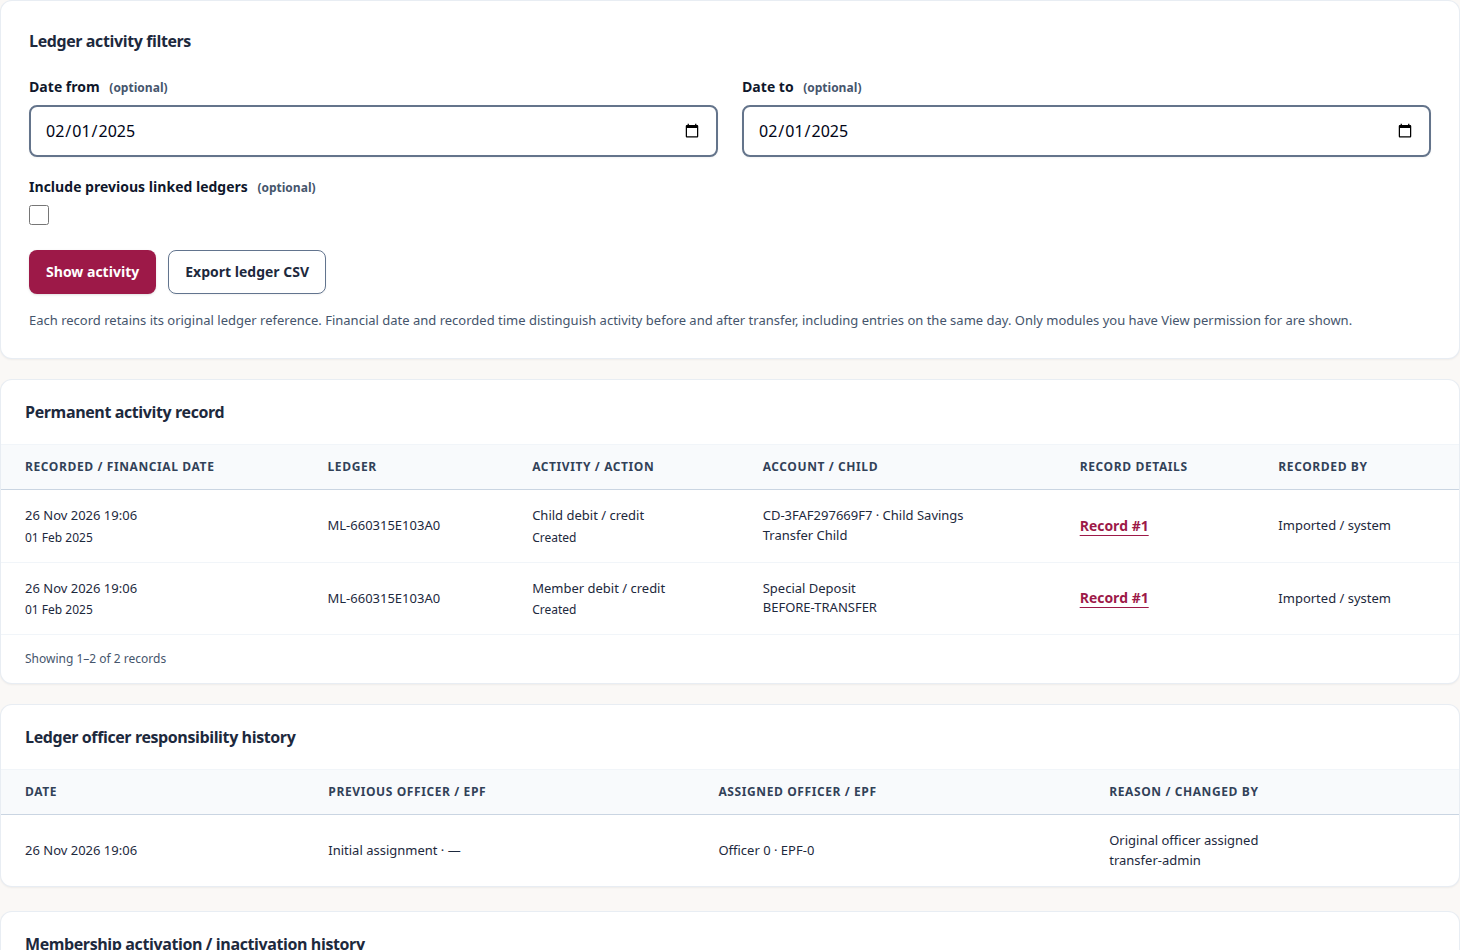 Ledger activity filters
Date from (optional)
Date to (optional)
02/01/2025
02/01/2025
Include previous linked ledgers (optional)
Show activity
Export ledger CSV
Each record retains its original ledger reference. Financial date and recorded time distinguish activity before and after transfer, including entries on the same day. Only modules you have View permission for are shown.
Permanent activity record
RECORDED / FINANCIAL DATE LEDGER ACTIVITY / ACTION ACCOUNT / CHILD RECORD DETAILS RECORDED BY
26 Nov 2026 19:06
01 Feb 2025
ML-660315E103A0
Child debit / credit
Created
CD-3FAF297669F7 · Child Savings
Transfer Child
Record #1
Imported / system
26 Nov 2026 19:06
01 Feb 2025
ML-660315E103A0
Member debit / credit
Created
Special Deposit
BEFORE-TRANSFER
Record #1
Imported / system
Showing 1–2 of 2 records
Ledger officer responsibility history
DATE PREVIOUS OFFICER / EPF ASSIGNED OFFICER / EPF REASON / CHANGED BY
26 Nov 2026 19:06
Initial assignment · —
Officer 0 · EPF-0
Original officer assigned
transfer-admin
Membership activation / inactivation history